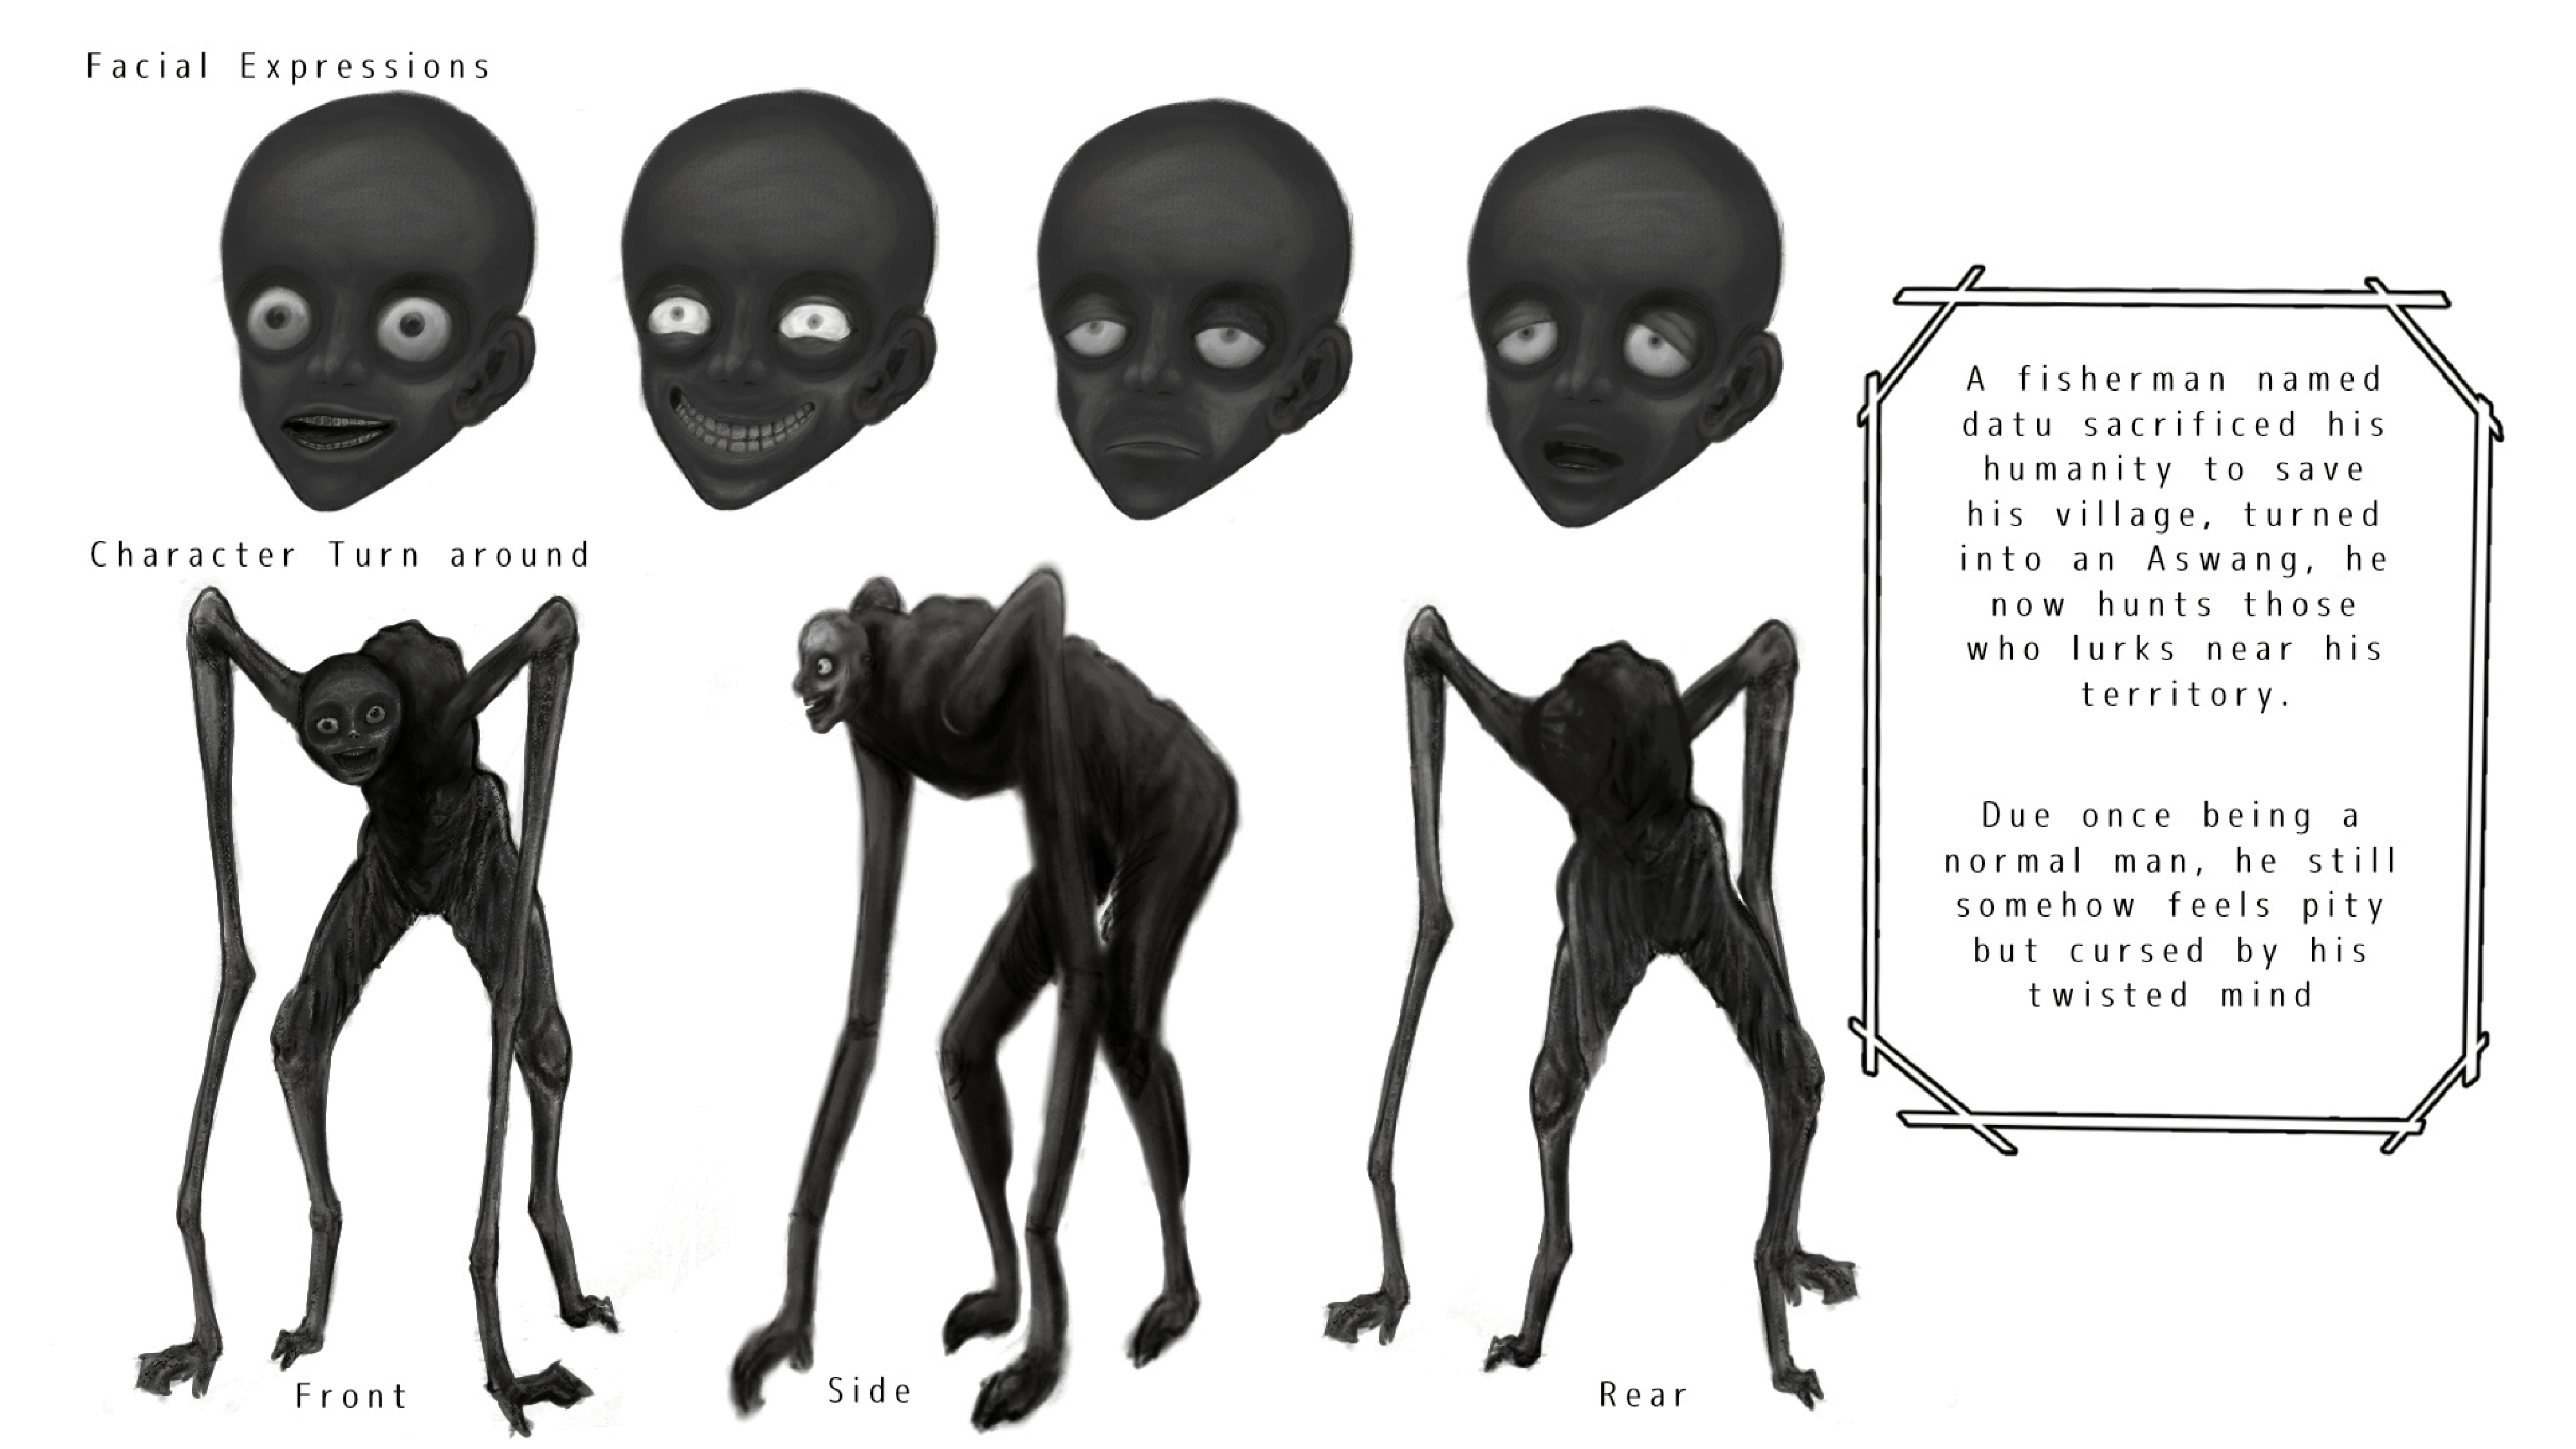 Facial Expressions
Character Turn around
Front
Side
Rear
A fisherman named
datu sacrificed his
humanity to save
his village, turned
into an Aswang, he
now hunts those
who lurks near his
territory.
Due once being a
normal man, he still
somehow feels pity
but cursed by his
twisted mind